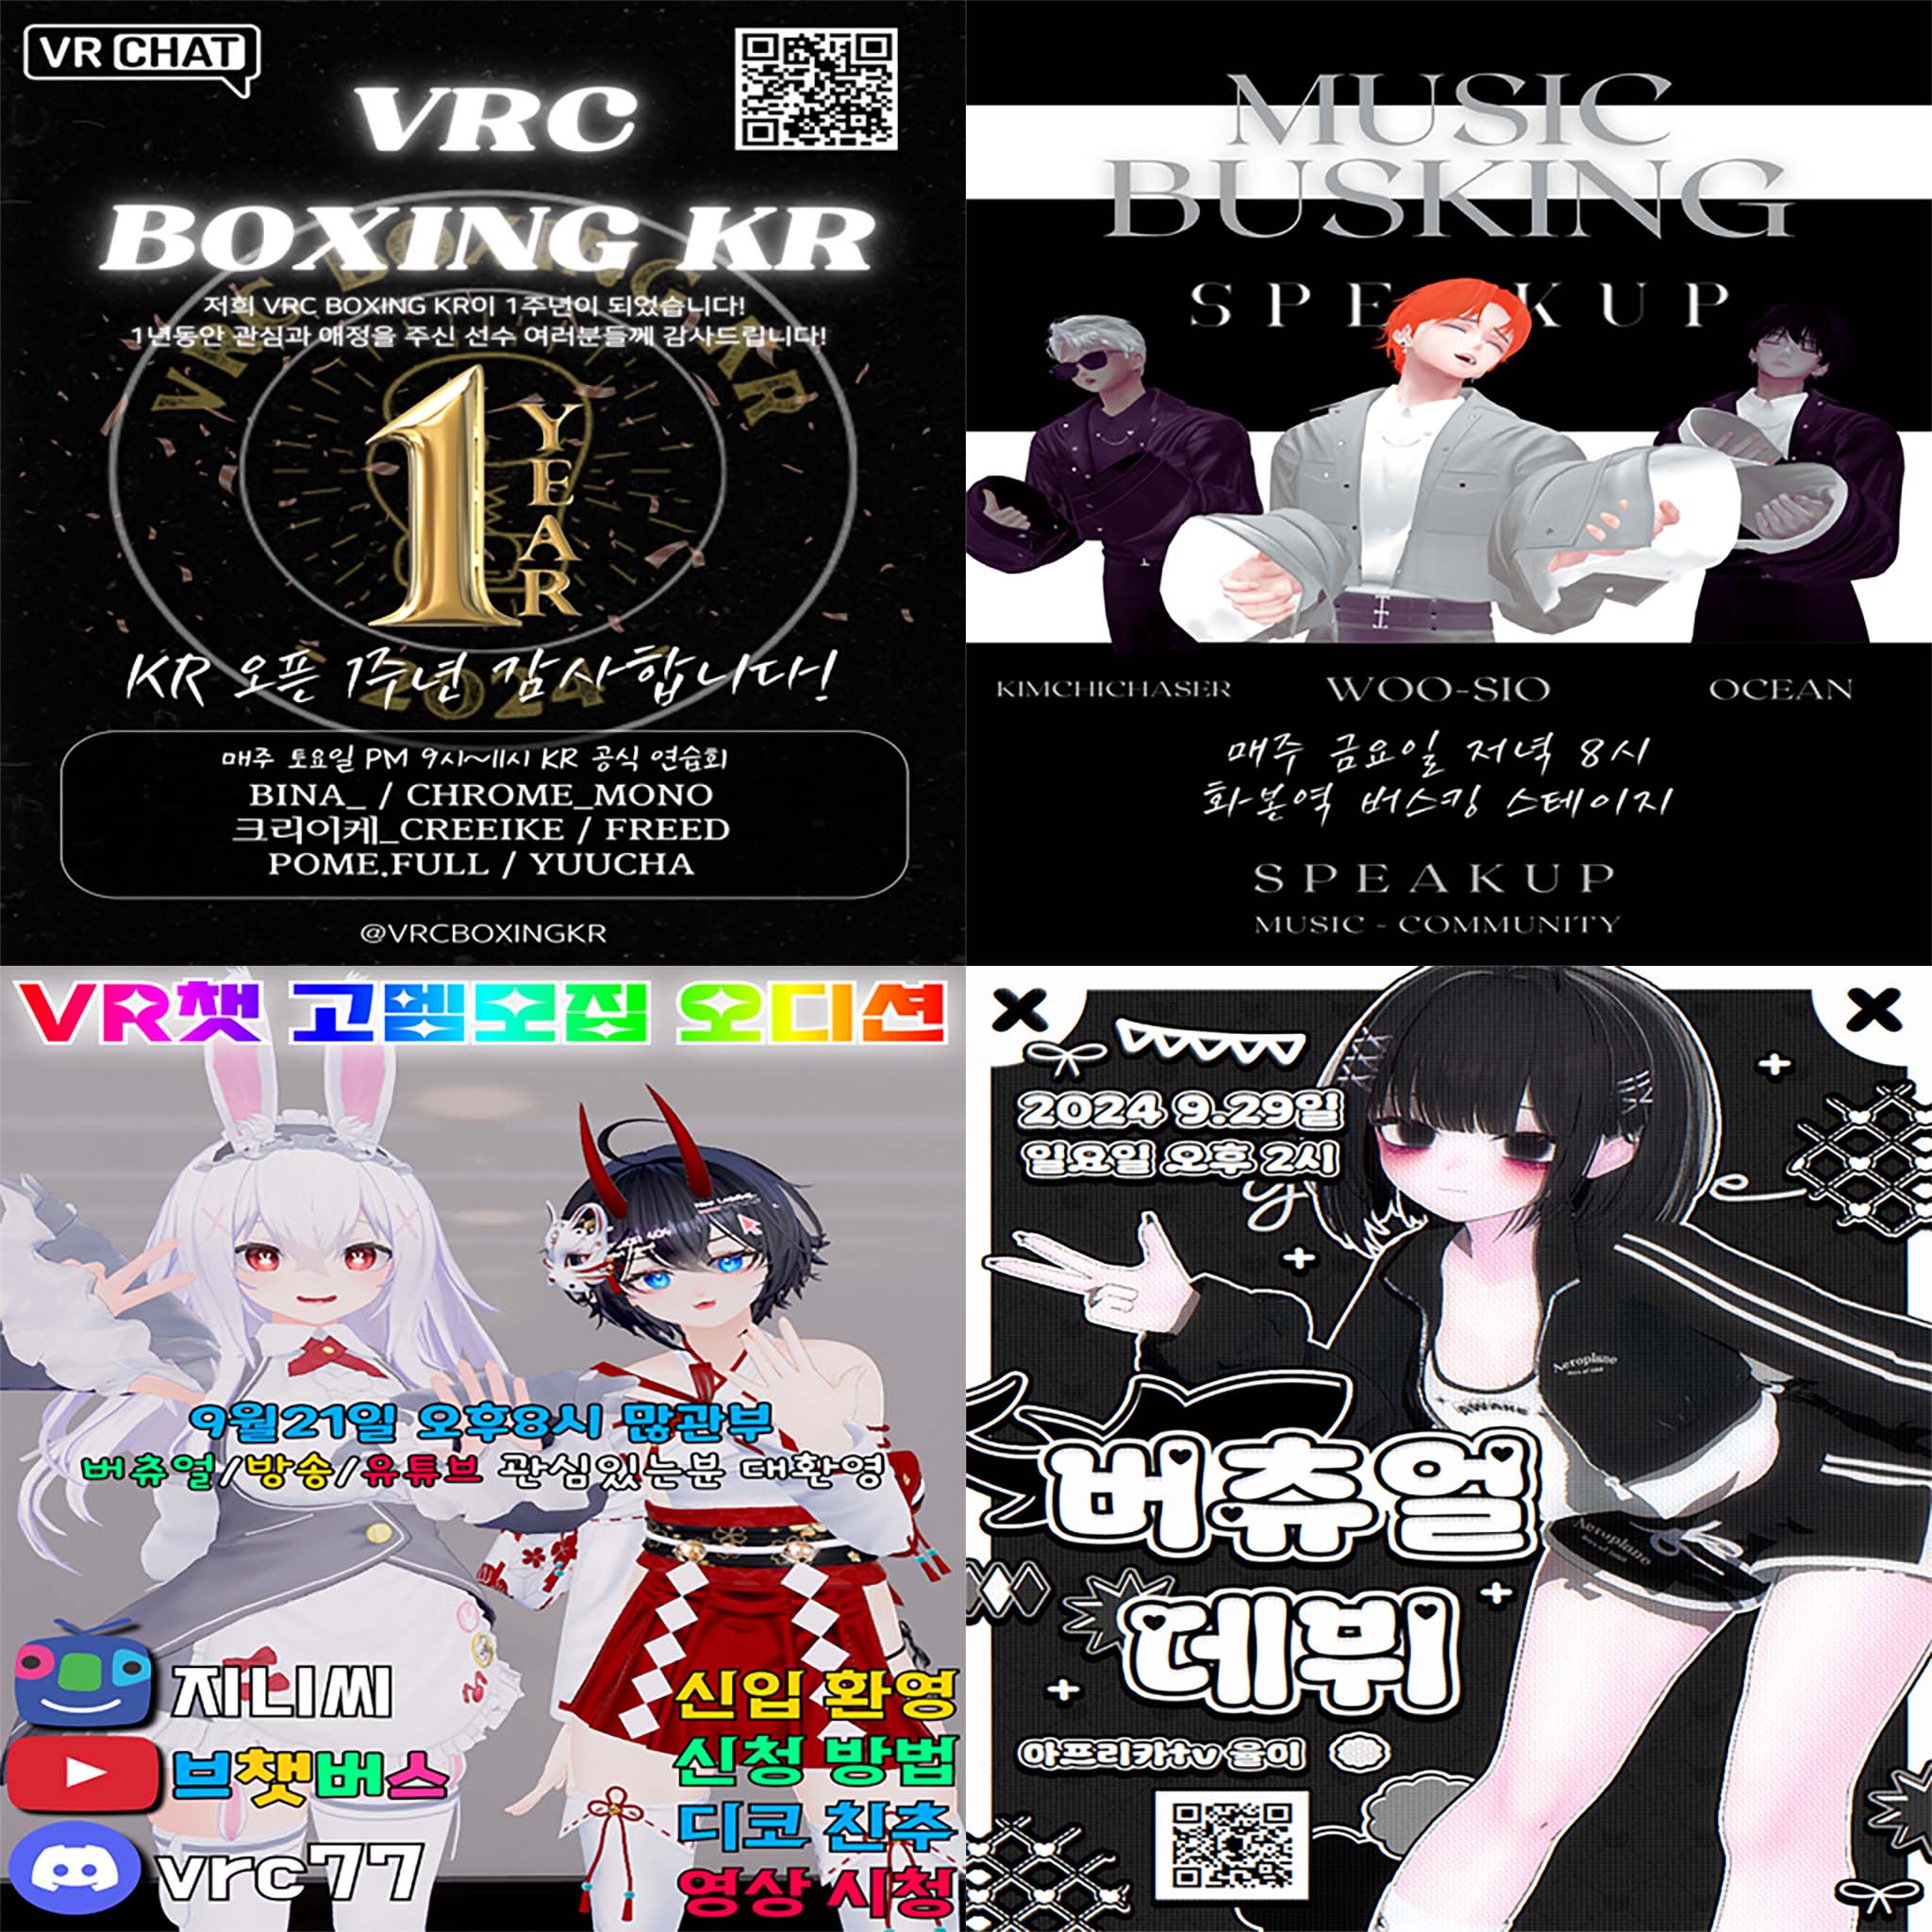 VR CHAT
VRC
BOXING KR
저희 VRC BOXING KR이 1주년이 되었습니다!
1년동안 관심과 애정을 주신 선수 여러분들께 감사드립니다!
VRC BOXING KR
1 YEAR
2024
KR 오픈 1주년 감사합니다!
매주 토요일 PM 9시~11시 KR 공식 연습회
BINA_ / CHROME_MONO
크리이케_CREEIKE / FREED
POME.FULL / YUUCHA
@VRCBOXINGKR
MUSIC
BUSKING
SPEAKUP
KIMCHICHASER WOO-SIO OCEAN
매주 금요일 저녁 8시
화본역 버스킹 스테이지
SPEAKUP
MUSIC - COMMUNITY
VR챗 고멤모집 오디션
9월21일 오후8시 많관부
버츄얼/방송/유튜브 관심있는분 대환영
지니씨
브챗버스
vrc77
신입 환영
신청 방법
디코 친추
영상 시청
2024 9.29일
일요일 오후 2시
Aeroplane
AWAKE
Aeroplane
버츄얼
데뷔
아프리카tv 율이